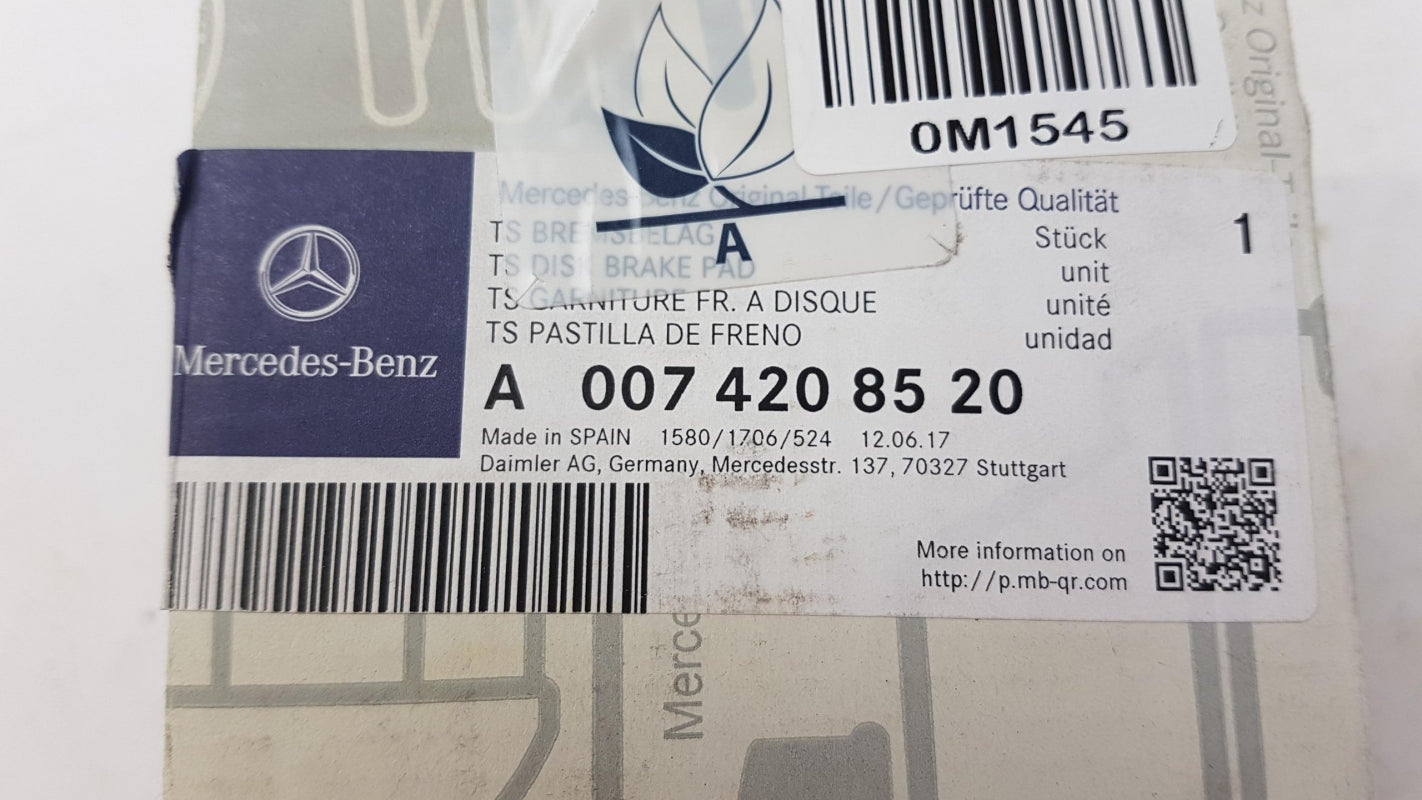 0M1545
Mercedes-Benz Original Teile/Geprüfte Qualität
TS BREMSBELAG Stück 1
TS DISK BRAKE PAD unit
TS GARNITURE FR. A DISQUE unité
TS PASTILLA DE FRENO unidad
Mercedes-Benz
A 007 420 85 20
Made in SPAIN 1580/1706/524 12.06.17
Daimler AG, Germany, Mercedesstr. 137, 70327 Stuttgart
More information on
http://p.mb-qr.com
A
z Original-T
Merce